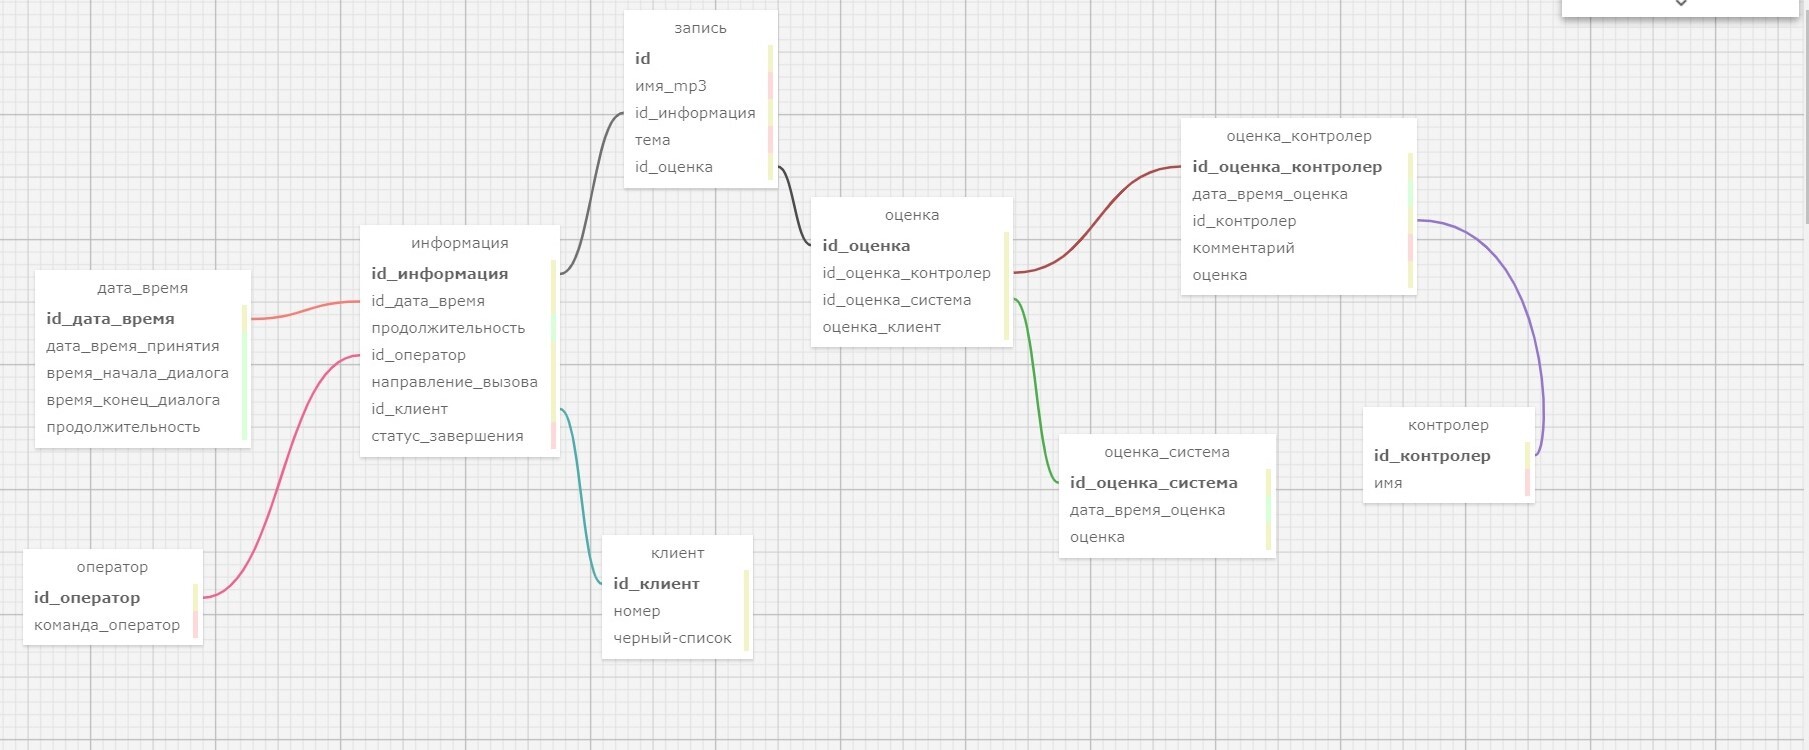 запись
id
имя_mp3
id_информация
тема
id_оценка
оценка_контролер
id_оценка_контролер
дата_время_оценка
id_контролер
комментарий
оценка
оценка
id_оценка
id_оценка_контролер
id_оценка_система
оценка_клиент
информация
id_информация
id_дата_время
продолжительность
id_оператор
направление_вызова
id_клиент
статус_завершения
дата_время
id_дата_время
дата_время_принятия
время_начала_диалога
время_конец_диалога
продолжительность
контролер
id_контролер
имя
оценка_система
id_оценка_система
дата_время_оценка
оценка
клиент
id_клиент
номер
черный-список
оператор
id_оператор
команда_оператор